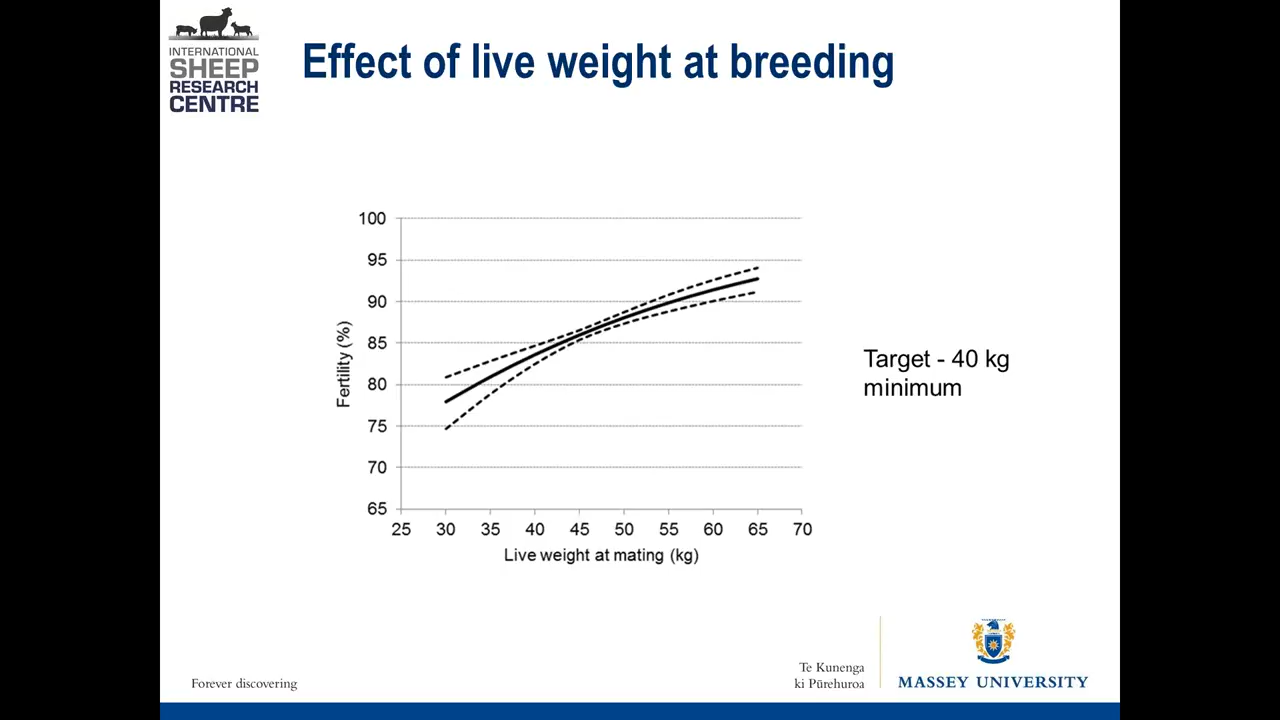 INTERNATIONAL
SHEEP
RESEARCH
CENTRE
Effect of live weight at breeding
100
95
90
85
80
75
70
65
Fertility (%)
25 30 35 40 45 50 55 60 65 70
Live weight at mating (kg)
Target - 40 kg
minimum
Forever discovering
Te Kunenga
ki Pūrehuroa
MASSEY UNIVERSITY